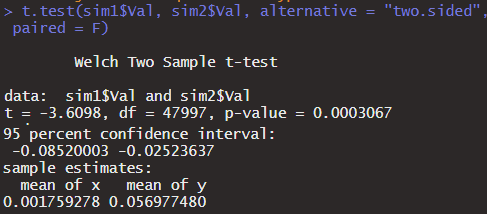 > t.test(sim1$Val, sim2$Val, alternative = "two.sided",
paired = F)
Welch Two Sample t-test
data: sim1$Val and sim2$Val
t = -3.6098, df = 47997, p-value = 0.0003067
95 percent confidence interval:
-0.08520003 -0.02523637
sample estimates:
mean of x mean of y
0.001759278 0.056977480